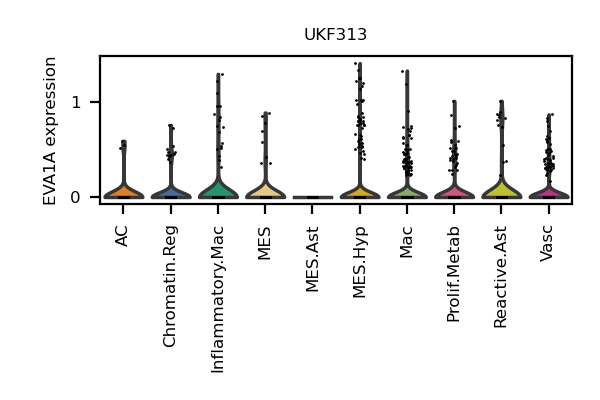 UKF313
EVA1A expression
1
0
AC
Chromatin.Reg
Inflammatory.Mac
MES
MES.Ast
MES.Hyp
Mac
Prolif.Metab
Reactive.Ast
Vasc